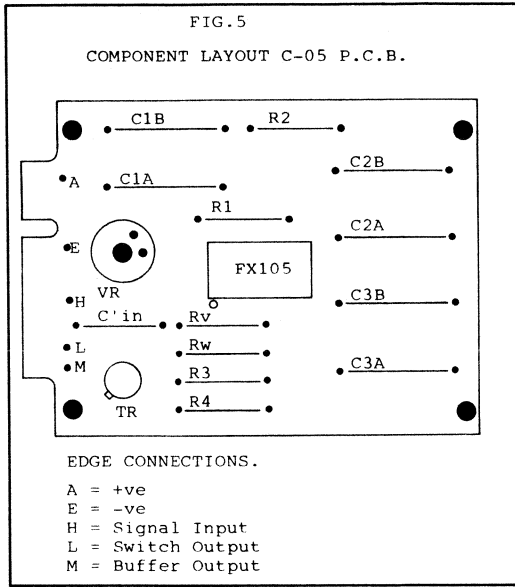 FIG.5
COMPONENT LAYOUT C-05 P.C.B.
C1B
R2
C2B
A
C1A
R1
C2A
E
FX105
VR
H
C'in
Rv
C3B
L
Rw
M
R3
C3A
TR
R4
EDGE CONNECTIONS.
A = +ve
E = -ve
H = Signal Input
L = Switch Output
M = Buffer Output